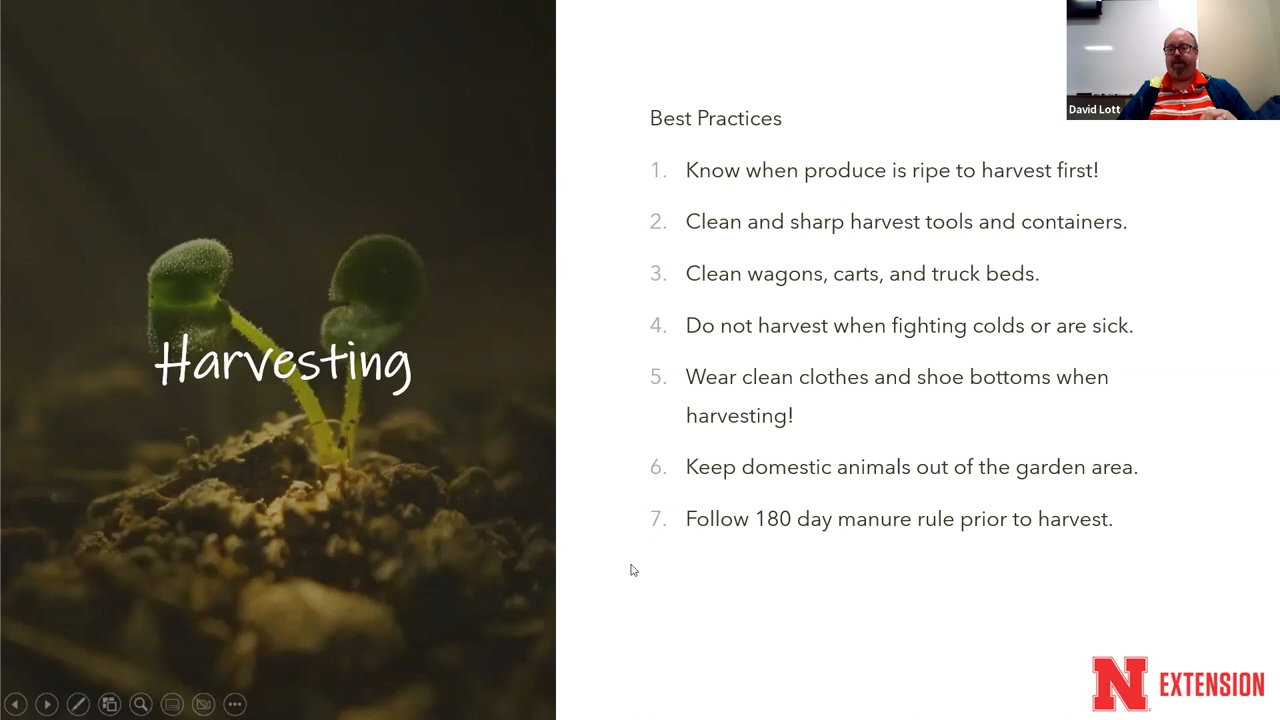 Harvesting
Best Practices
1. Know when produce is ripe to harvest first!
2. Clean and sharp harvest tools and containers.
3. Clean wagons, carts, and truck beds.
4. Do not harvest when fighting colds or are sick.
5. Wear clean clothes and shoe bottoms when
harvesting!
6. Keep domestic animals out of the garden area.
7. Follow 180 day manure rule prior to harvest.
David Lott
N EXTENSION